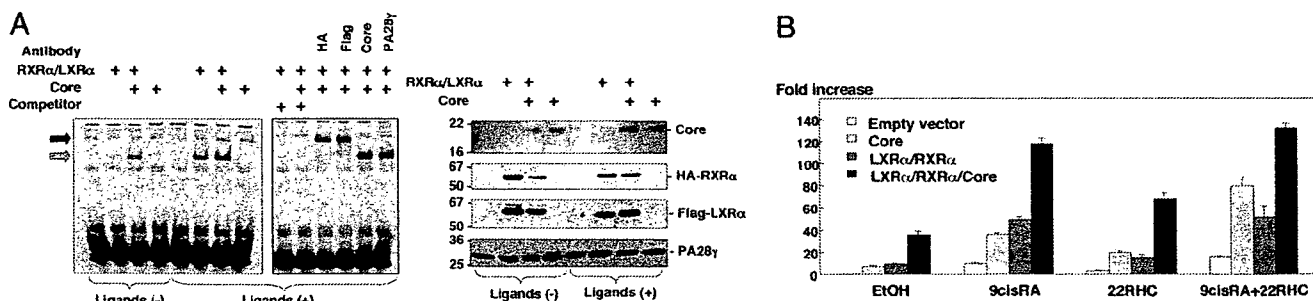 A
Antibody
HA Flag Core PA28γ
RXRα/LXRα + + + + + + + + + +
Core + + + + + + + + +
Competitor + +
Ligands (-) Ligands (+)
RXRα/LXRα + + + +
Core + + + +
22
16
Core
67
50
HA-RXRα
67
50
Flag-LXRα
36
25
PA28γ
Ligands (-) Ligands (+)
B
Fold increase
140
120
100
80
60
40
20
0
Empty vector
Core
LXRα/RXRα
LXRα/RXRα/Core
EtOH 9cisRA 22RHC 9cisRA+22RHC